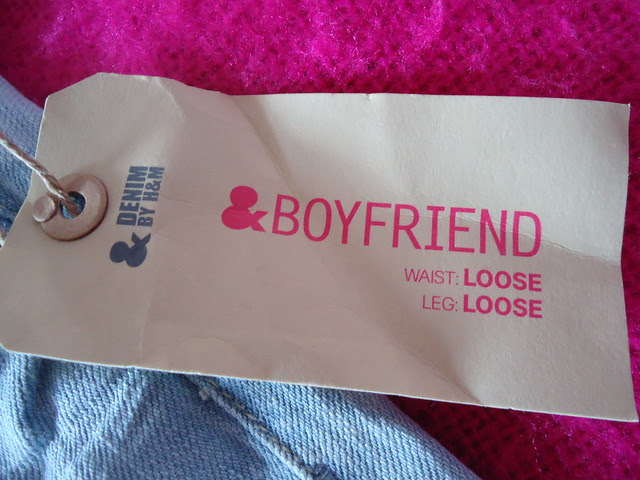 & DENIM
BY H&M
&BOYFRIEND
WAIST: LOOSE
LEG: LOOSE